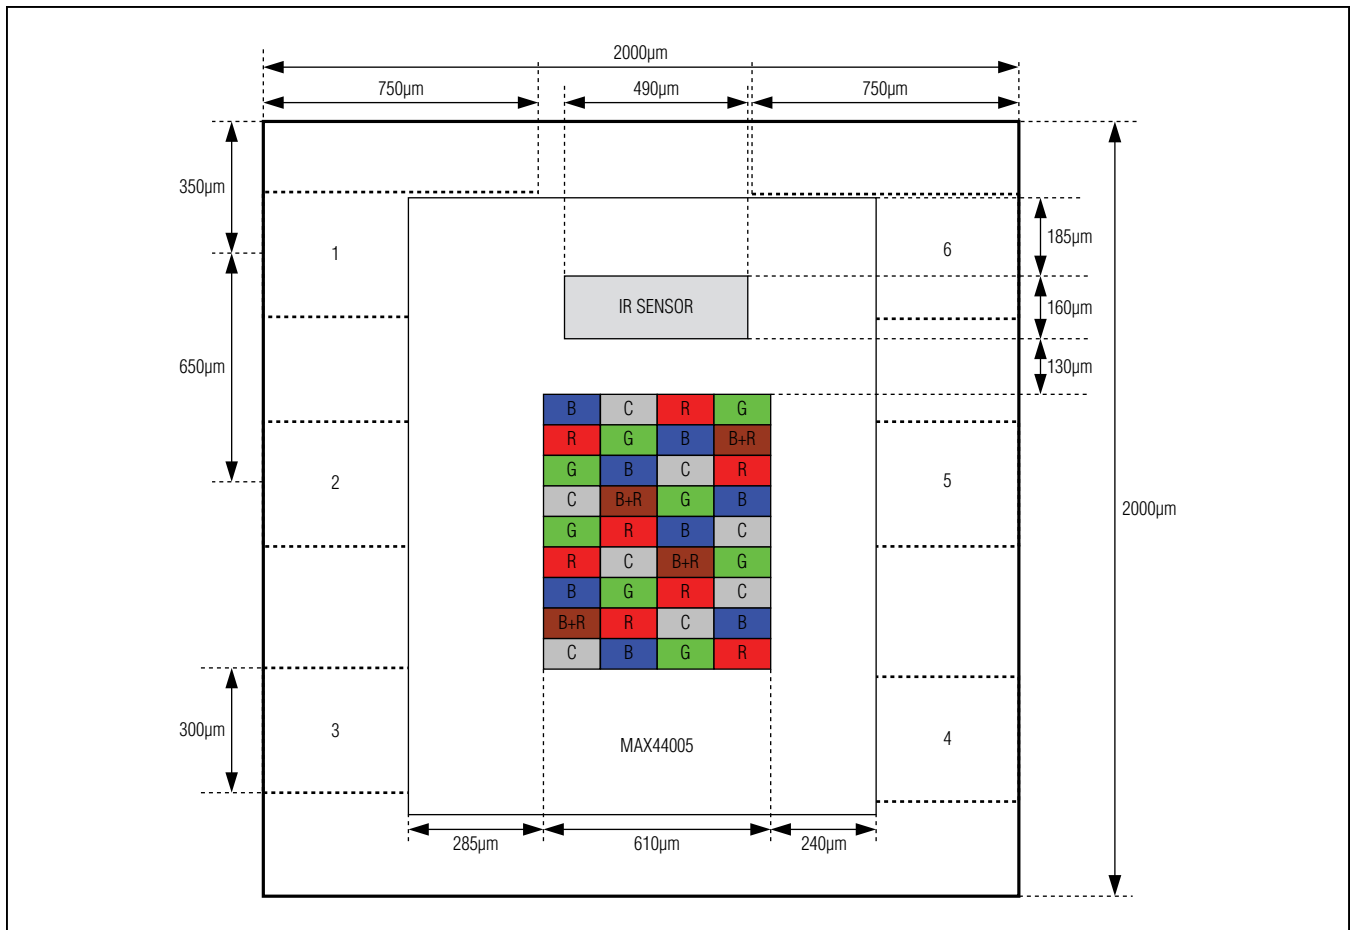 2000µm
750µm 490µm 750µm
350µm
1 6 185µm
IR SENSOR 160µm
650µm 130µm
B C R G
R G B B+R
G B C R
2 5
C B+R G B
2000µm
G R B C
R C B+R G
B G R C
B+R R C B
C B G R
300µm 3 MAX44005 4
285µm 610µm 240µm